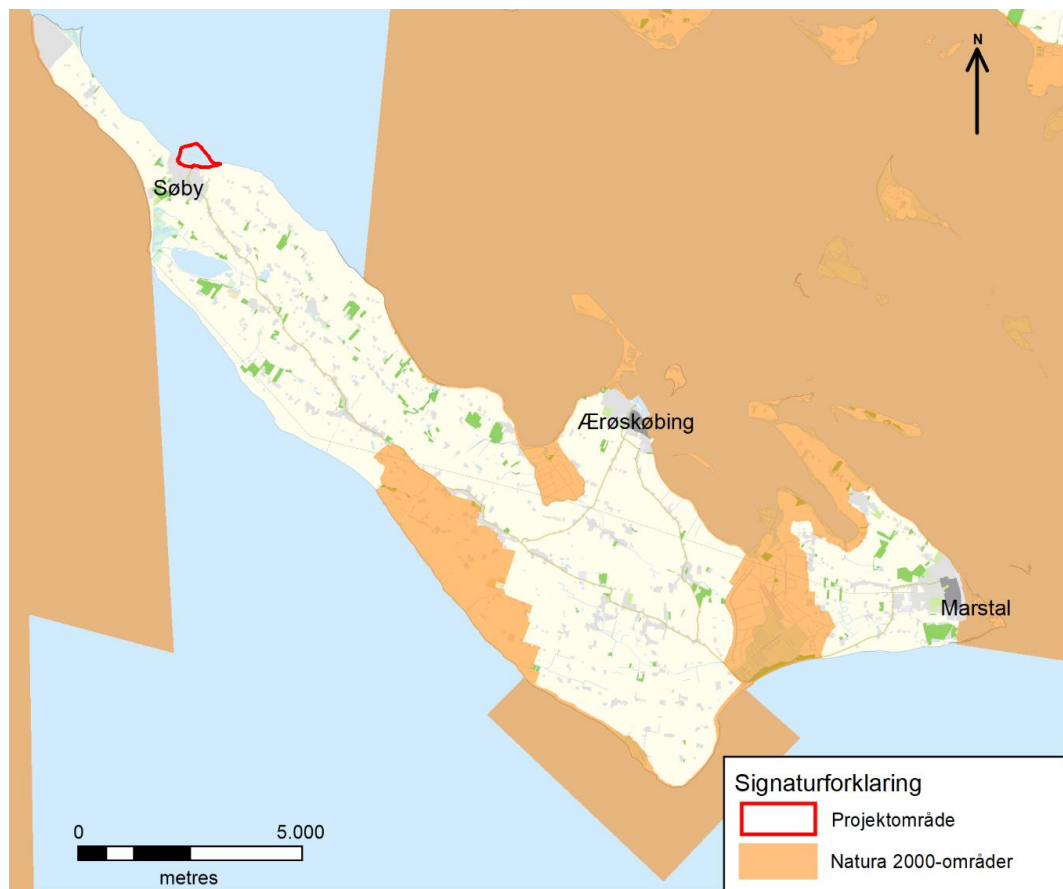 N
Søby
Ærøskøbing
Marstal
0 5.000
metres
Signaturforklaring
Projektområde
Natura 2000-områder